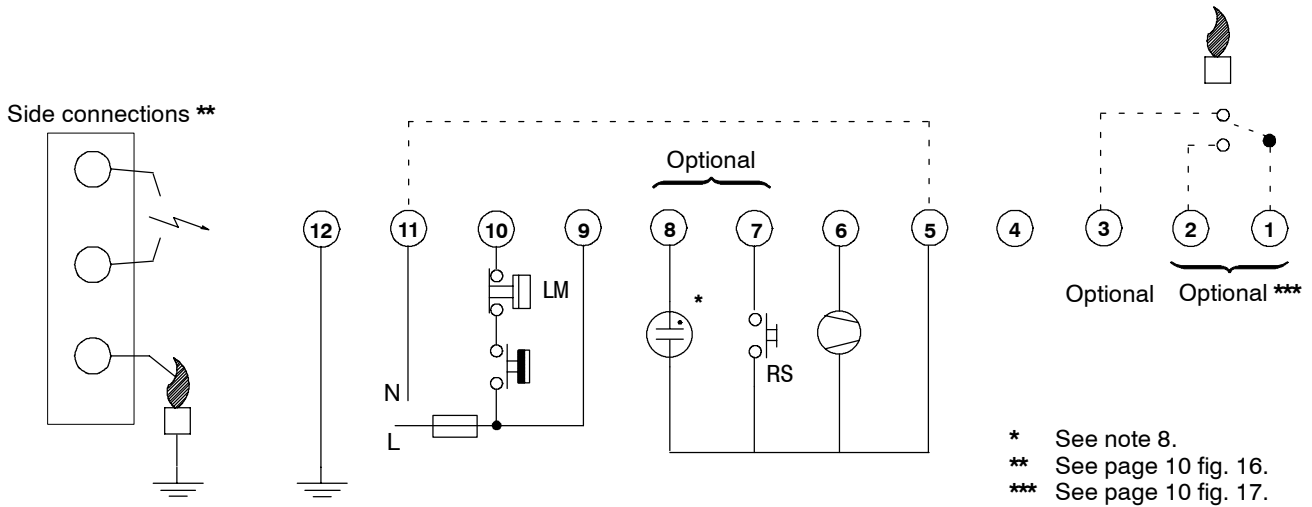 Side connections **
Optional
12 11 10 9 8 7 6 5 4 3 2 1
LM
*
Optional Optional ***
RS
N
L
* See note 8.
** See page 10 fig. 16.
*** See page 10 fig. 17.